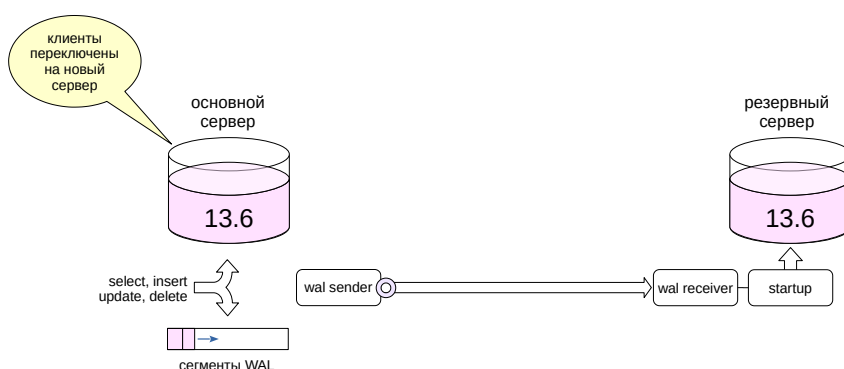 клиенты
переключены
на новый
сервер
основной
сервер
резервный
сервер
13.6
13.6
select, insert
update, delete
wal sender
wal receiver
startup
сегменты WAL